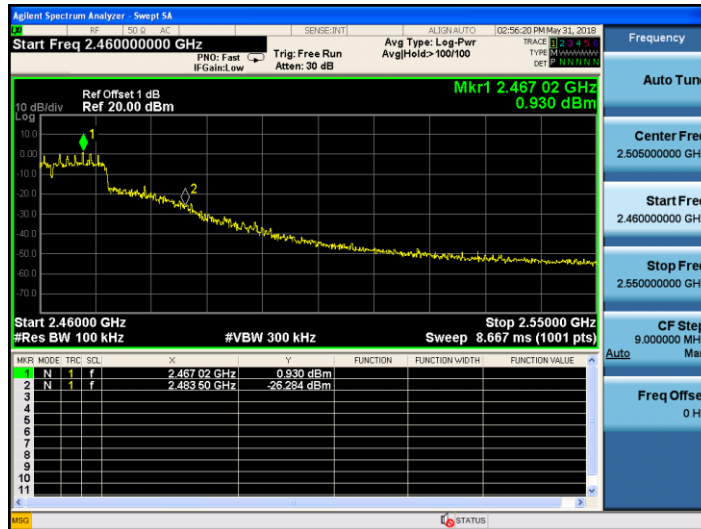 Agilent Spectrum Analyzer - Swept SA
RF 50 Ω AC SENSE:INT ALIGN AUTO 02:56:20 PM May 31, 2018
Start Freq 2.460000000 GHz
PNO: Fast
IFGain:Low
Trig: Free Run
Atten: 30 dB
Avg Type: Log-Pwr
Avg|Hold:>100/100
TRACE 1 2 3 4 5 6
TYPE M
DET P N N N N N
Ref Offset 1 dB
Ref 20.00 dBm
10 dB/div
Log
Mkr1 2.467 02 GHz
0.930 dBm
10.0
0.00
-10.0
-20.0
-30.0
-40.0
-50.0
-60.0
-70.0
1
2
Start 2.46000 GHz Stop 2.55000 GHz
#Res BW 100 kHz #VBW 300 kHz Sweep 8.667 ms (1001 pts)
MKR MODE TRC SCL X Y FUNCTION FUNCTION WIDTH FUNCTION VALUE
1 N 1 f 2.467 02 GHz 0.930 dBm
2 N 1 f 2.483 50 GHz -26.284 dBm
3
4
5
6
7
8
9
10
11
MSG STATUS
Frequency
Auto Tun
Center Fre
2.505000000 GH
Start Fre
2.460000000 GH
Stop Fre
2.550000000 GH
CF Step
9.000000 MH
Auto Ma
Freq Offse
0 H